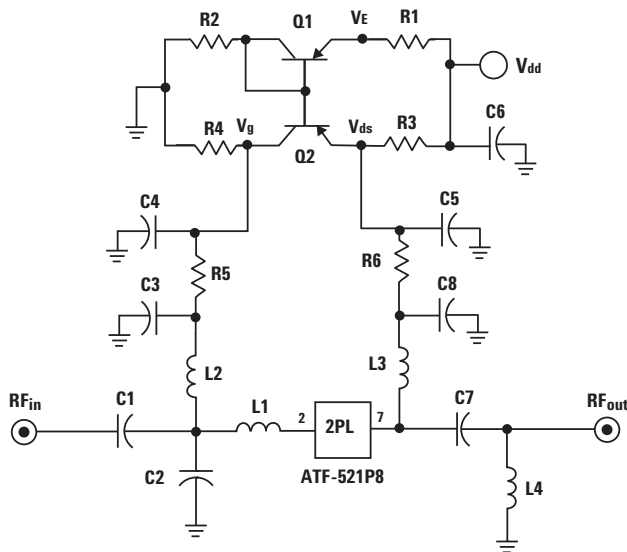 R2
Q1
VE
R1
Vdd
R4
Vg
Q2
Vds
R3
C6
C4
C5
R5
R6
C3
C8
L2
L3
RFin
C1
L1
2
2PL
7
C7
RFout
C2
ATF-521P8
L4